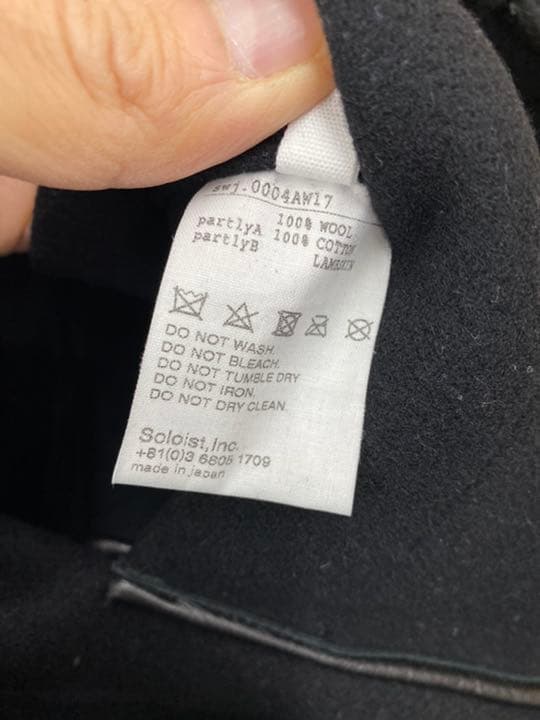 swj.0004AW17
100% WOOL
partlyA 100% COTTON
partlyB LAMBSKIN
DO NOT WASH.
DO NOT BLEACH.
DO NOT TUMBLE DRY
DO NOT IRON.
DO NOT DRY CLEAN.
Soloist,Inc.
+81(0)3 6805 1709
made in japan